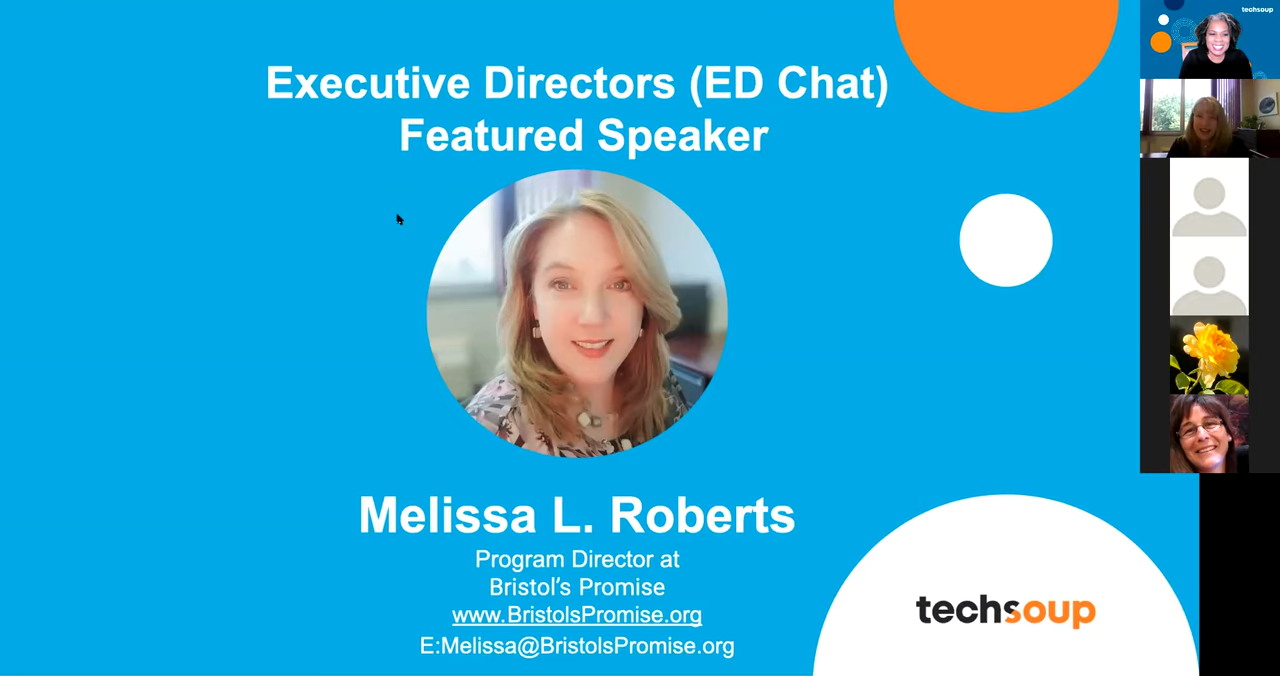 Executive Directors (ED Chat)
Featured Speaker
Melissa L. Roberts
Program Director at
Bristol's Promise
www.BristolsPromise.org
E:Melissa@BristolsPromise.org
techsoup
techsoup